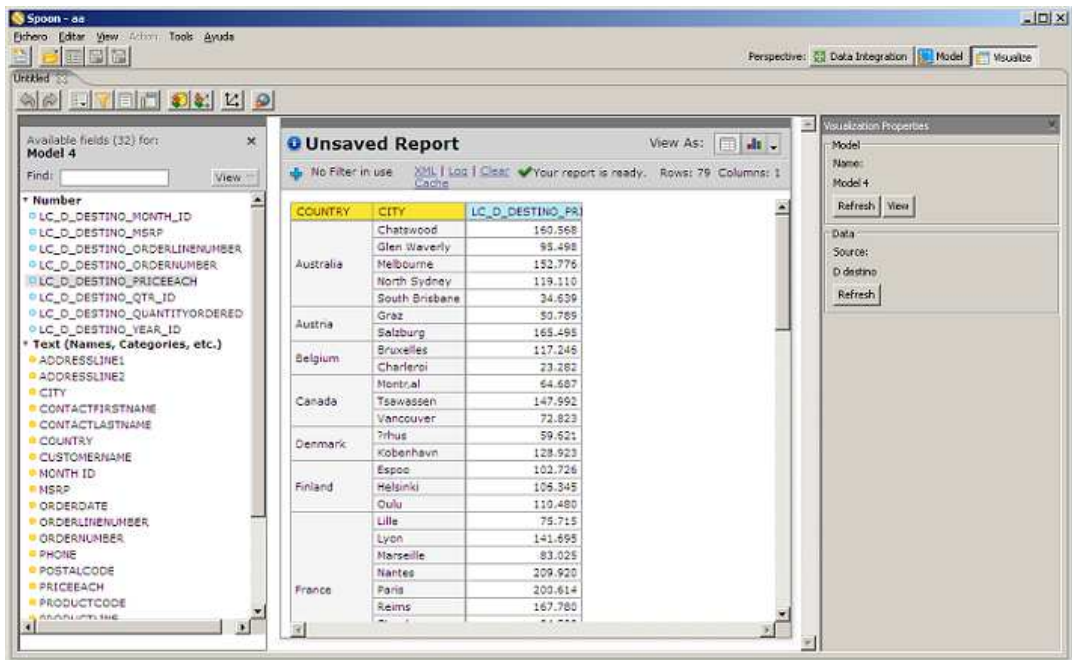 Spoon - aa
Fichero Editar View Action Tools Ayuda
Perspective: Data Integration Model Visualize
Untitled
Available fields (32) for:
Model 4
Find: View
Number
LC_D_DESTINO_MONTH_ID
LC_D_DESTINO_MSRP
LC_D_DESTINO_ORDERLINENUMBER
LC_D_DESTINO_ORDERNUMBER
LC_D_DESTINO_PRICEEACH
LC_D_DESTINO_QTR_ID
LC_D_DESTINO_QUANTITYORDERED
LC_D_DESTINO_YEAR_ID
Text (Names, Categories, etc.)
ADDRESSLINE1
ADDRESSLINE2
CITY
CONTACTFIRSTNAME
CONTACTLASTNAME
COUNTRY
CUSTOMERNAME
MONTH ID
MSRP
ORDERDATE
ORDERLINENUMBER
ORDERNUMBER
PHONE
POSTALCODE
PRICEEACH
PRODUCTCODE
PRODUCTLINE
Unsaved Report View As:
No Filter in use XML | Log | Clear Cache Your report is ready. Rows: 79 Columns: 1
COUNTRY CITY LC_D_DESTINO_PRI
Australia Chatswood 160.568
Glen Waverly 95.498
Melbourne 152.776
North Sydney 119.110
South Brisbane 34.639
Austria Graz 50.789
Salzburg 165.495
Belgium Bruxelles 117.245
Charleroi 23.282
Canada Montr.al 64.687
Tsawassen 147.992
Vancouver 72.823
Denmark ?rhus 59.621
Kobenhavn 128.923
Finland Espoo 102.726
Helsinki 105.345
Oulu 110.480
France Lille 75.715
Lyon 141.695
Marseille 83.025
Nantes 209.920
Paris 200.614
Reims 167.780
Visualization Properties
Model
Name:
Model 4
Refresh View
Data
Source:
D destino
Refresh